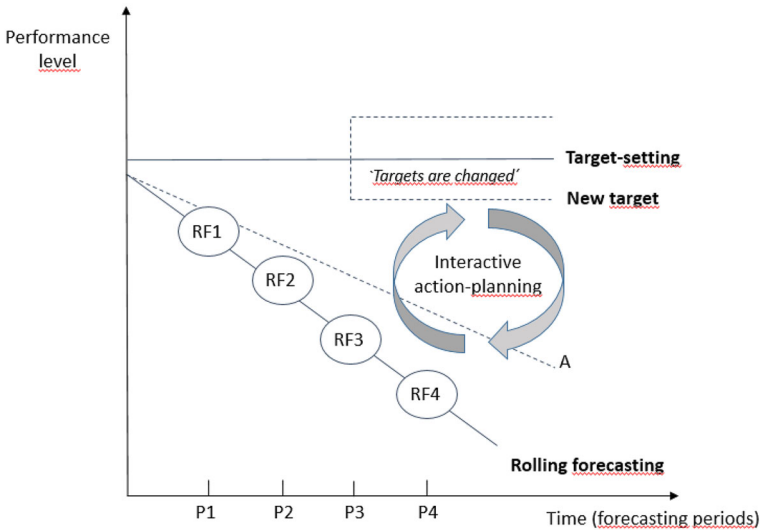 Performance
level
Target-setting
‘Targets are changed’
New target
RF1
RF2
Interactive
action-planning
RF3
A
RF4
Rolling forecasting
P1 P2 P3 P4
Time (forecasting periods)